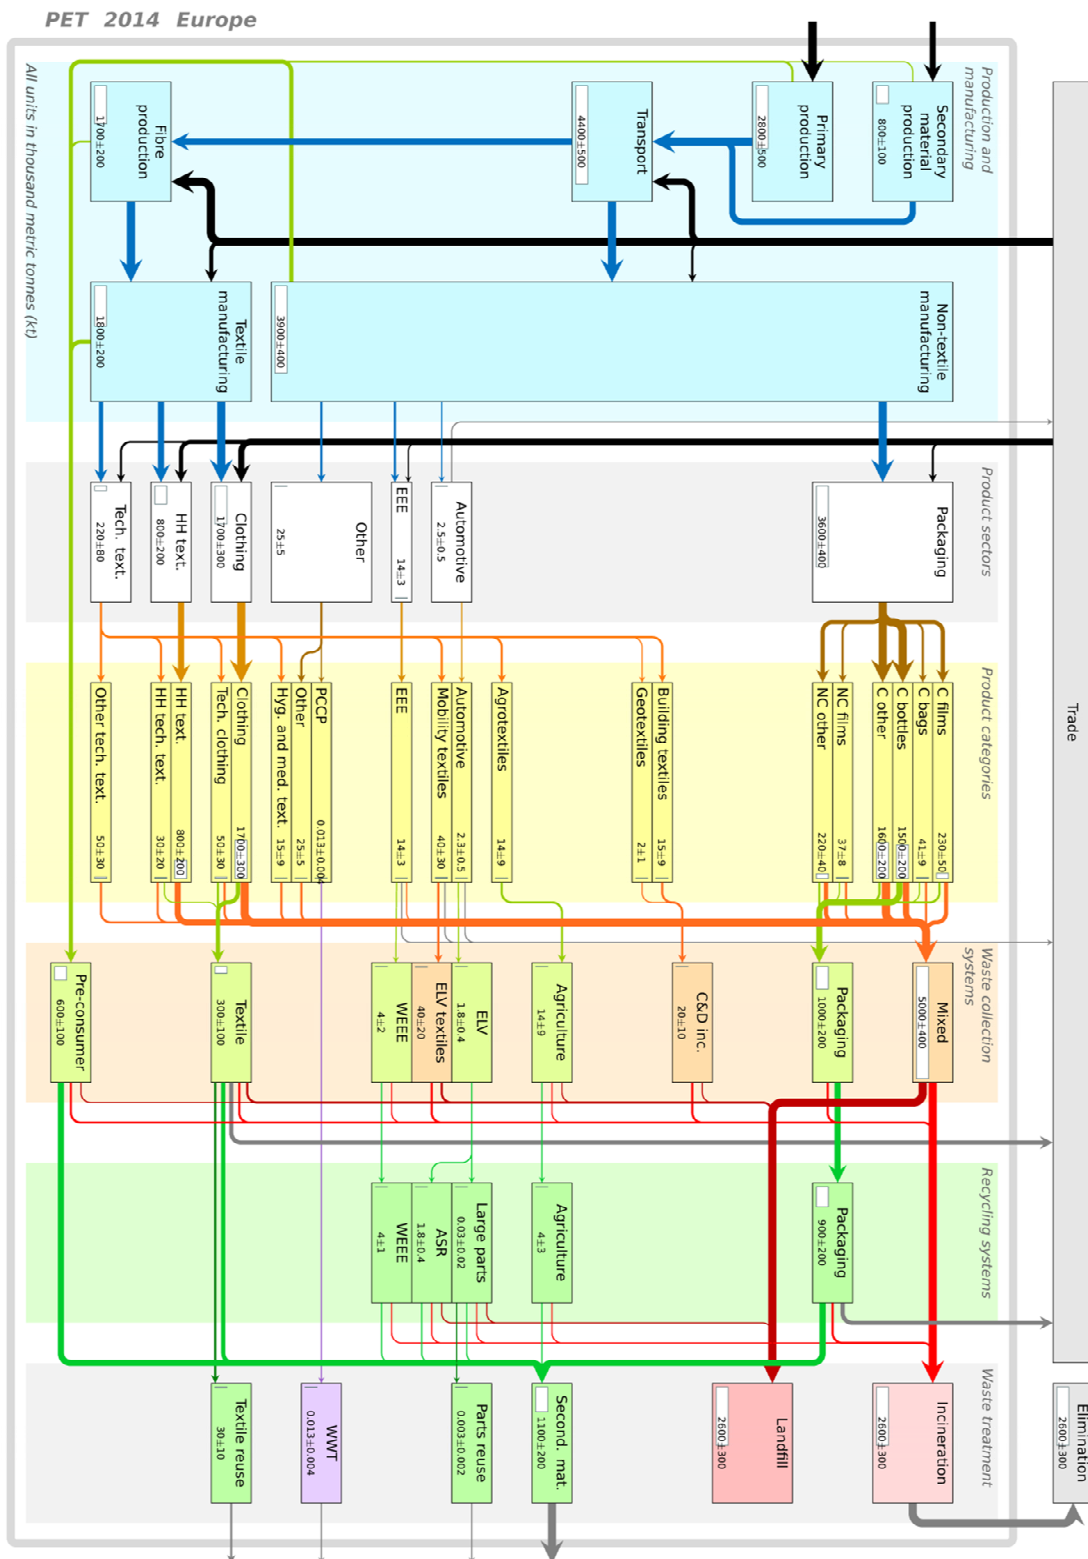 PET 2014 Europe
All units in thousand metric tonnes (kt)
Production and
manufacturing
Secondary
material
production
800±100
Primary
production
2800±500
Transport
4400±500
Fibre
production
1700±200
Non-textile
manufacturing
3900±400
Textile
manufacturing
1800±200
Product sectors
Packaging
3600±400
Automotive
2.5±0.5
EEE
14±3
Other
25±5
Clothing
1700±300
HH text.
800±200
Tech. text.
220±80
Product categories
C films
230±50
C bags
41±9
C bottles
1500±200
C other
1600±200
NC films
37±8
NC other
220±40
Building textiles
15±9
Geotextiles
2±1
Agrotextiles
14±9
Automotive
2.3±0.5
Mobility textiles
40±30
EEE
14±3
PCCP
0.013±0.004
Other
25±5
Hyg. and med. text.
15±9
Clothing
1700±300
Tech. clothing
50±30
HH text.
800±200
HH tech. text.
30±20
Other tech. text.
50±30
Waste collection
systems
Mixed
5000±400
Packaging
1000±200
C&D inc.
20±10
Agriculture
14±9
ELV
1.8±0.4
ELV textiles
40±20
WEEE
4±2
Textile
300±100
Pre-consumer
600±100
Recycling systems
Packaging
900±200
Agriculture
4±3
Large parts
0.03±0.02
ASR
1.8±0.4
WEEE
4±1
Waste treatment
Incineration
2600±300
Landfill
2600±300
Second. mat.
1100±200
Parts reuse
0.003±0.002
WWT
0.013±0.004
Textile reuse
30±10
Trade
Elimination
2600±300